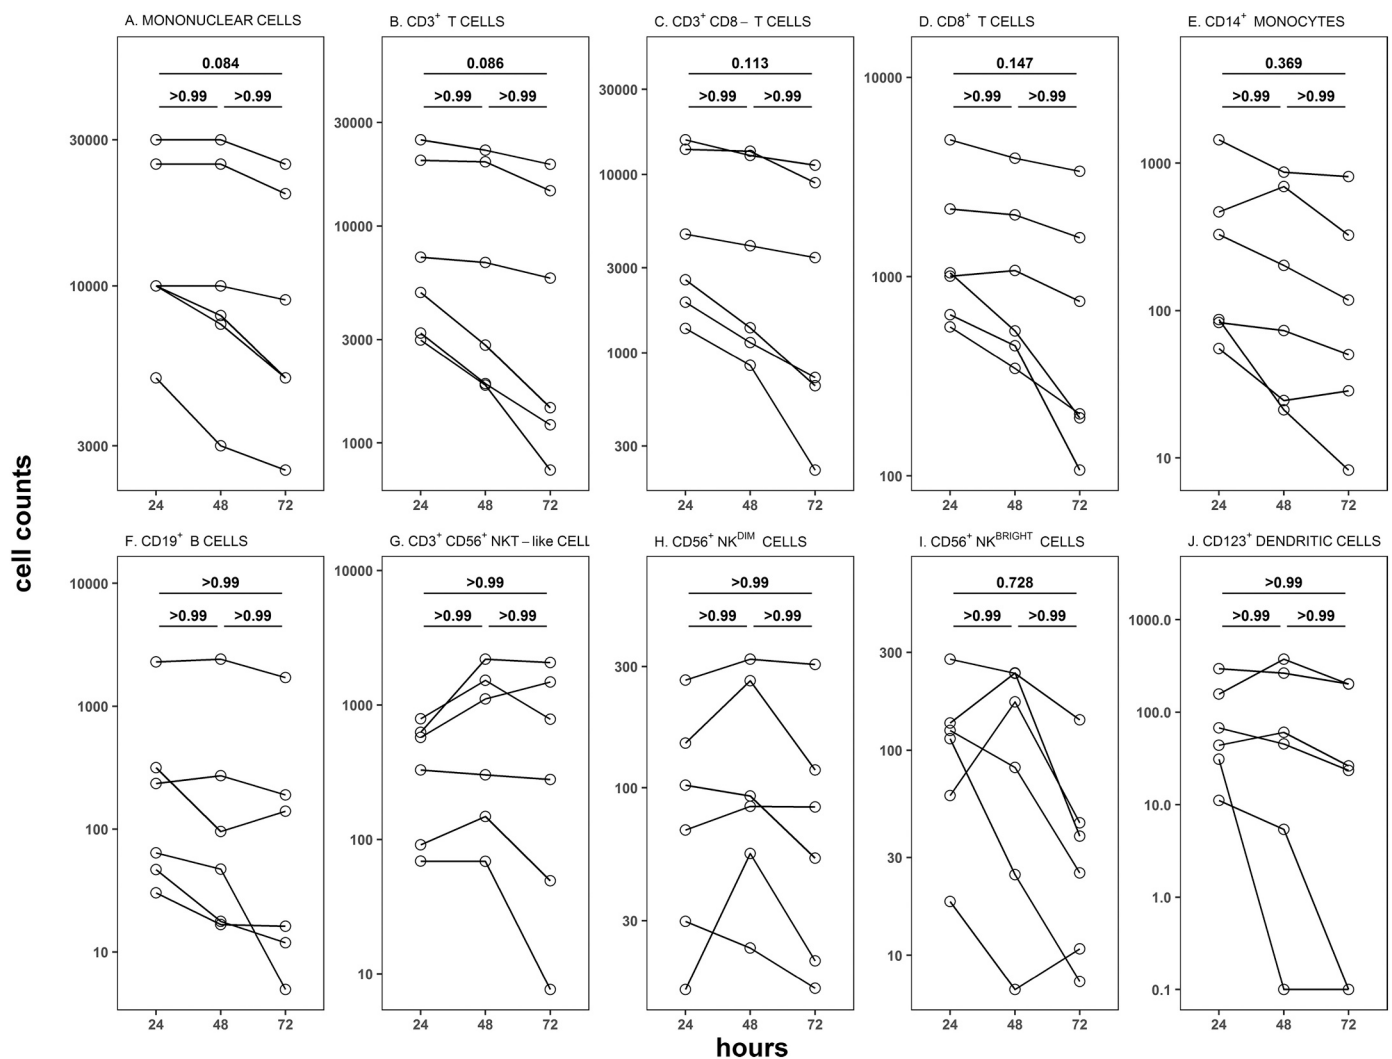 A. MONONUCLEAR CELLS
0.084
>0.99 >0.99
30000
10000
3000
24 48 72
B. CD3+ T CELLS
0.086
>0.99 >0.99
30000
10000
3000
1000
24 48 72
C. CD3+ CD8− T CELLS
0.113
>0.99 >0.99
30000
10000
3000
1000
300
24 48 72
D. CD8+ T CELLS
0.147
>0.99 >0.99
10000
1000
100
24 48 72
E. CD14+ MONOCYTES
0.369
>0.99 >0.99
1000
100
10
24 48 72
cell counts
F. CD19+ B CELLS
>0.99
>0.99 >0.99
10000
1000
100
10
24 48 72
G. CD3+ CD56+ NKT−like CELL
>0.99
>0.99 >0.99
10000
1000
100
10
24 48 72
H. CD56+ NKDIM CELLS
>0.99
>0.99 >0.99
300
100
30
24 48 72
I. CD56+ NKBRIGHT CELLS
0.728
>0.99 >0.99
300
100
30
10
24 48 72
J. CD123+ DENDRITIC CELLS
>0.99
>0.99 >0.99
1000.0
100.0
10.0
1.0
0.1
24 48 72
hours